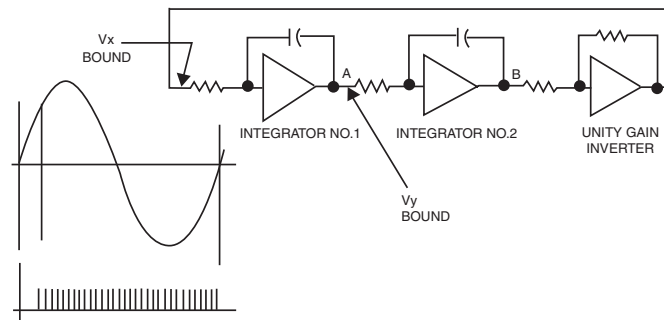 Vx
BOUND
A
B
INTEGRATOR NO.1
INTEGRATOR NO.2
UNITY GAIN
INVERTER
Vy
BOUND